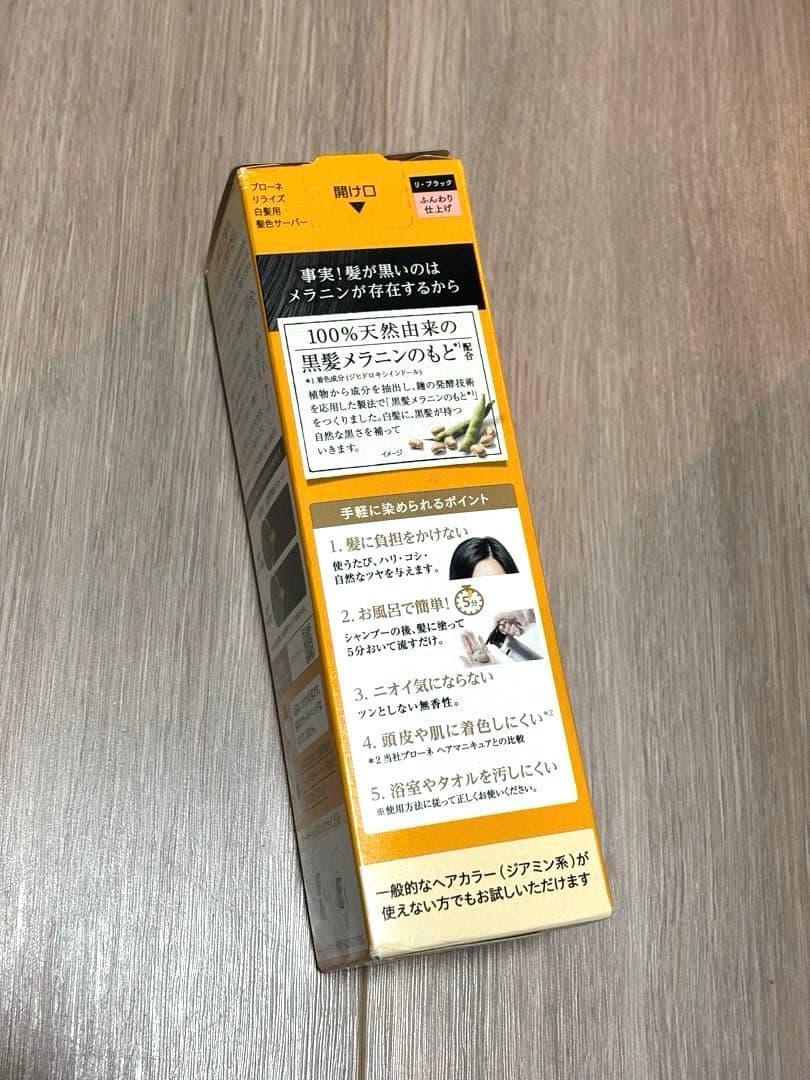 ブローネ
リライズ
白髪用
髪色サーバー
開け口
リ・ブラック
ふんわり
仕上げ
事実！髪が黒いのは
メラニンが存在するから
100%天然由来の
黒髪メラニンのもと*1配合
*1 着色成分(ジヒドロキシインドール)
植物から成分を抽出し、麹の発酵技術
を応用した製法で「黒髪メラニンのもと*1」
をつくりました。白髪に、黒髪が持つ
自然な黒さを補って
いきます。
イメージ
手軽に染められるポイント
1. 髪に負担をかけない
使うたび、ハリ・コシ・
自然なツヤを与えます。
2. お風呂で簡単！
5分
シャンプーの後、髪に塗って
5分おいて流すだけ。
3. ニオイ気にならない
ツンとしない無香性。
4. 頭皮や肌に着色しにくい*2
*2 当社ブローネ ヘアマニキュアとの比較
5. 浴室やタオルを汚しにくい
※使用方法に従って正しくお使いください。
一般的なヘアカラー(ジアミン系)が
使えない方でもお試しいただけます